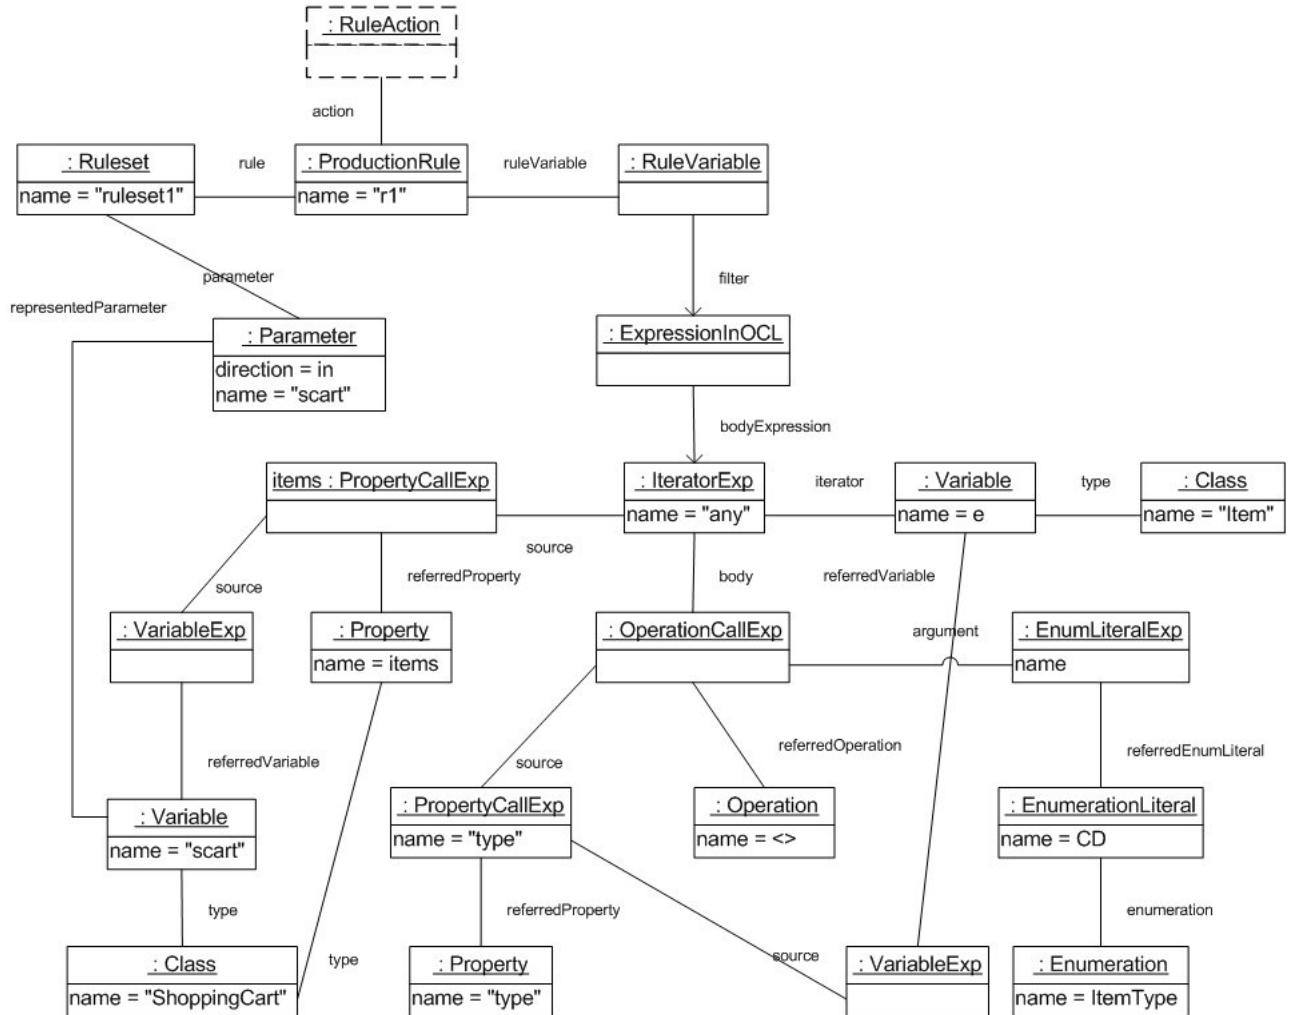 : RuleAction
action
: Ruleset
name = "ruleset1"
rule
: ProductionRule
name = "r1"
ruleVariable
: RuleVariable
parameter
filter
representedParameter
: Parameter
direction = in
name = "scart"
: ExpressionInOCL
bodyExpression
items : PropertyCallExp
: IteratorExp
name = "any"
iterator
: Variable
name = e
type
: Class
name = "Item"
source
source
referredProperty
body
referredVariable
: VariableExp
: Property
name = items
: OperationCallExp
argument
: EnumLiteralExp
name
referredVariable
source
referredOperation
referredEnumLiteral
: Variable
name = "scart"
: PropertyCallExp
name = "type"
: Operation
name = <>
: EnumerationLiteral
name = CD
type
referredProperty
enumeration
: Class
name = "ShoppingCart"
type
: Property
name = "type"
source
: VariableExp
: Enumeration
name = ItemType